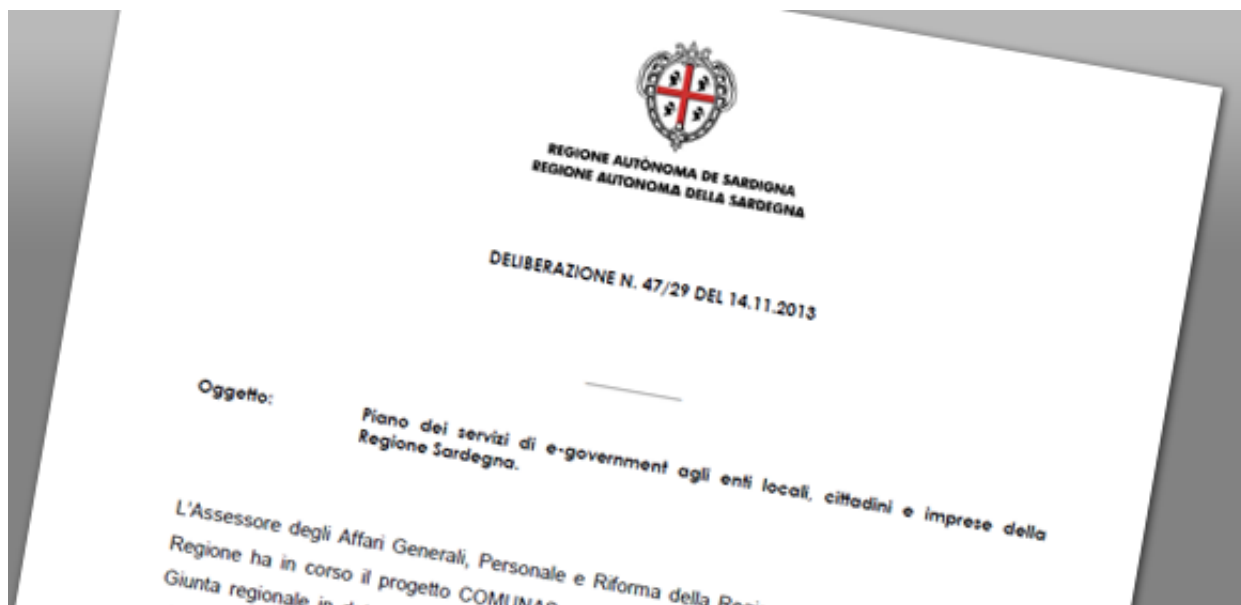 REGIONE AUTÒNOMA DE SARDIGNA
REGIONE AUTONOMA DELLA SARDEGNA
DELIBERAZIONE N. 47/29 DEL 14.11.2013
Oggetto:
Piano dei servizi di e-government agli enti locali, cittadini e imprese della
Regione Sardegna.
L'Assessore degli Affari Generali, Personale e Riforma della
Regione ha in corso il progetto
Giunta regionale in